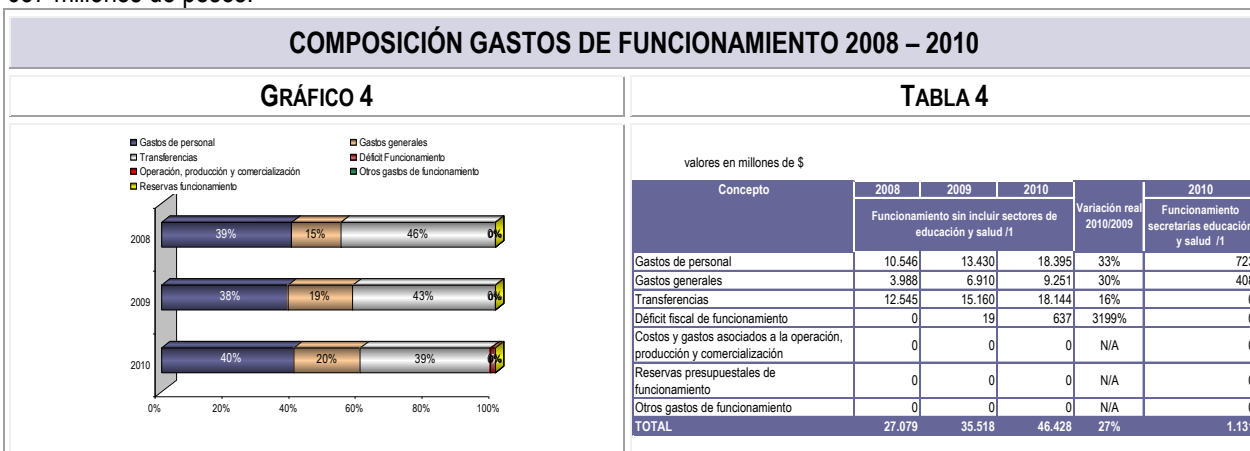 COMPOSICIÓN GASTOS DE FUNCIONAMIENTO 2008 – 2010
GRÁFICO 4
TABLA 4
Gastos de personal
Gastos generales
Transferencias
Déficit Funcionamiento
Operación, producción y comercialización
Otros gastos de funcionamiento
Reservas funcionamiento
2008 39% 15% 46% 0%
2009 38% 19% 43% 0%
2010 40% 20% 39% 0%
0% 20% 40% 60% 80% 100%
valores en millones de $
Concepto 2008 2009 2010 Variación real 2010/2009 2010
Funcionamiento sin incluir sectores de
educación y salud /1
Funcionamiento
secretarías educación
y salud /1
Gastos de personal 10.546 13.430 18.395 33% 723
Gastos generales 3.988 6.910 9.251 30% 408
Transferencias 12.545 15.160 18.144 16% 0
Déficit fiscal de funcionamiento 0 19 637 3199% 0
Costos y gastos asociados a la operación,
producción y comercialización 0 0 0 N/A 0
Reservas presupuestales de
funcionamiento 0 0 0 N/A 0
Otros gastos de funcionamiento 0 0 0 N/A 0
TOTAL 27.079 35.518 46.428 27% 1.131